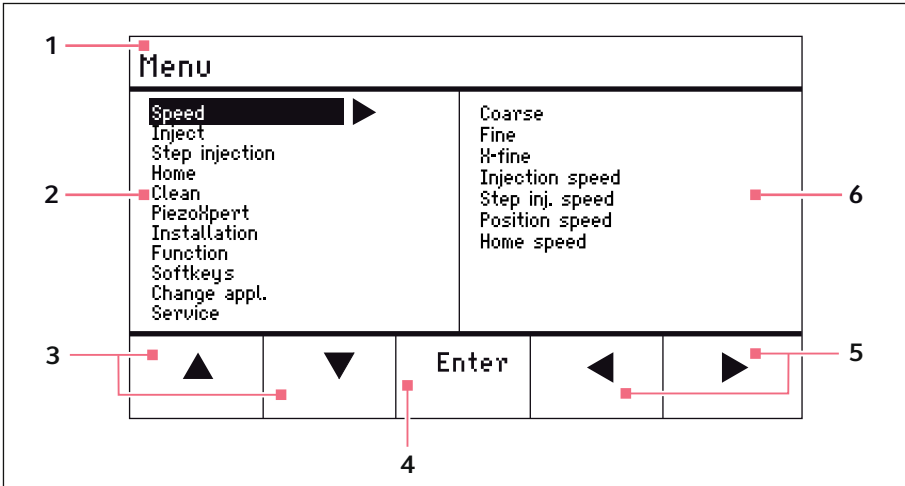 1
Menu
2
Speed
Inject
Step injection
Home
Clean
PiezoXpert
Installation
Function
Softkeys
Change appl.
Service
Coarse
Fine
X-fine
Injection speed
Step inj. speed
Position speed
Home speed
6
3
Enter
5
4